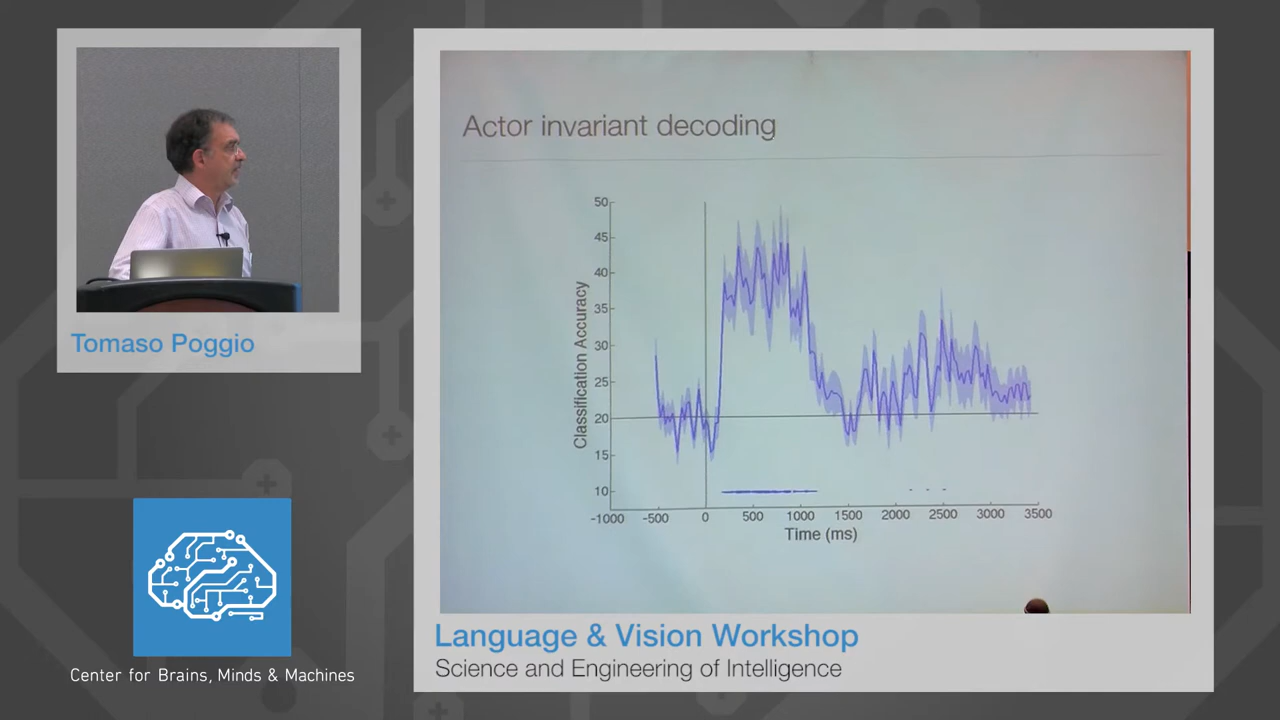 Actor invariant decoding
50
45
40
35
30
25
20
15
10
Classification Accuracy
-1000 -500 0 500 1000 1500 2000 2500 3000 3500
Time (ms)
Tomaso Poggio
Center for Brains, Minds & Machines
Language & Vision Workshop
Science and Engineering of Intelligence